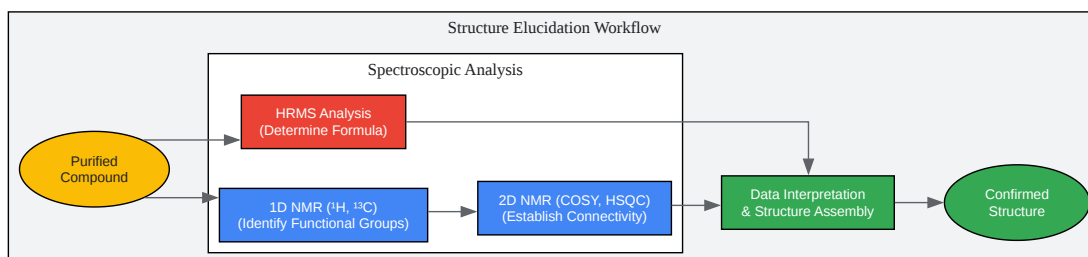 Structure Elucidation Workflow
Spectroscopic Analysis
HRMS Analysis
(Determine Formula)
Purified
Compound
1D NMR (¹H, ¹³C)
(Identify Functional Groups)
2D NMR (COSY, HSQC)
(Establish Connectivity)
Data Interpretation
& Structure Assembly
Confirmed
Structure